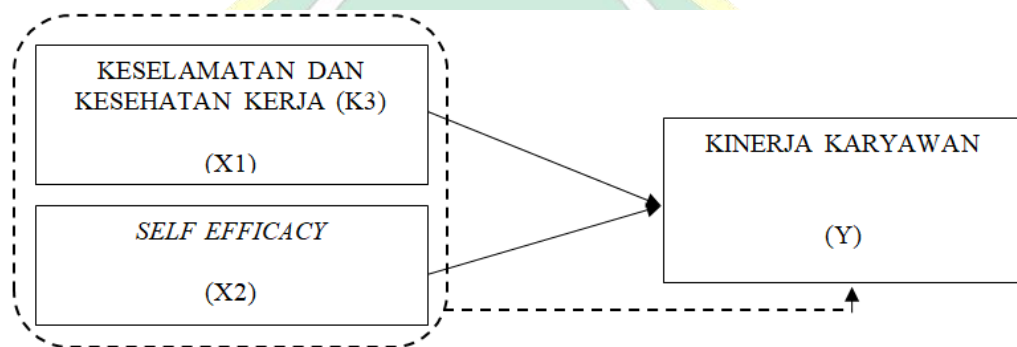 KESELAMATAN DAN
KESEHATAN KERJA (K3)
(X1)
SELF EFFICACY
(X2)
KINERJA KARYAWAN
(Y)